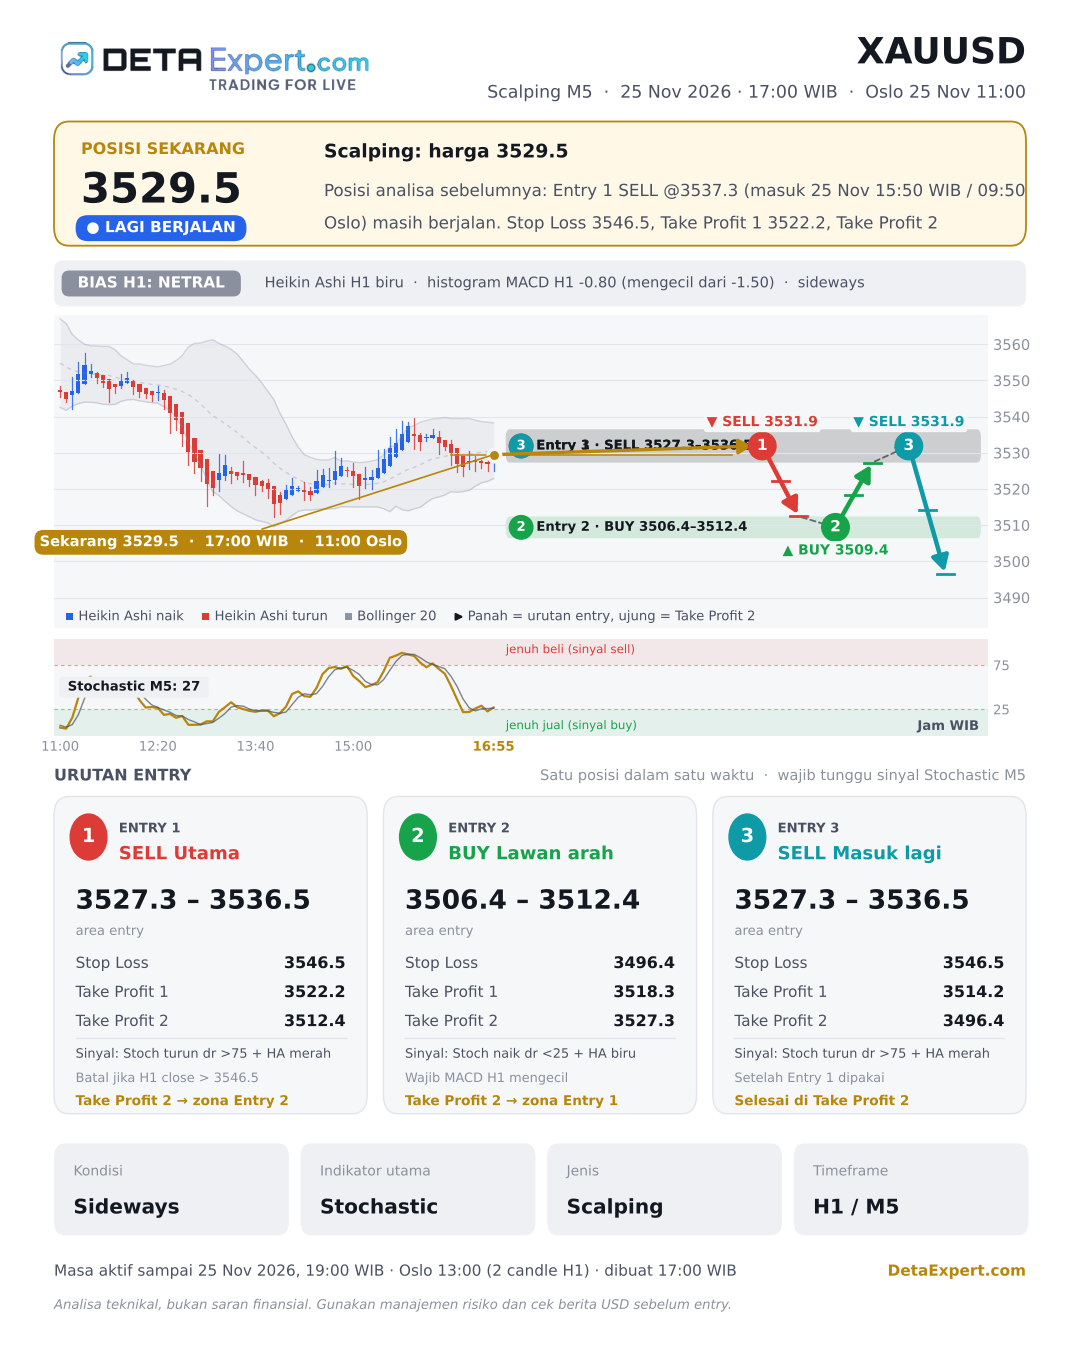 DETA Expert.com
TRADING FOR LIVE
XAUUSD
Scalping M5 · 25 Nov 2026 · 17:00 WIB · Oslo 25 Nov 11:00
POSISI SEKARANG
3529.5
● LAGI BERJALAN
Scalping: harga 3529.5
Posisi analisa sebelumnya: Entry 1 SELL @3537.3 (masuk 25 Nov 15:50 WIB / 09:50
Oslo) masih berjalan. Stop Loss 3546.5, Take Profit 1 3522.2, Take Profit 2
BIAS H1: NETRAL
Heikin Ashi H1 biru · histogram MACD H1 -0.80 (mengecil dari -1.50) · sideways
3560
3550
3540
3530
3520
3510
3500
3490
▼ SELL 3531.9
▼ SELL 3531.9
3 Entry 3 · SELL 3527.3–3536.5
1
3
2 Entry 2 · BUY 3506.4–3512.4
2
▲ BUY 3509.4
Sekarang 3529.5 · 17:00 WIB · 11:00 Oslo
Heikin Ashi naik
Heikin Ashi turun
Bollinger 20
Panah = urutan entry, ujung = Take Profit 2
jenuh beli (sinyal sell)
75
Stochastic M5: 27
25
jenuh jual (sinyal buy)
Jam WIB
11:00
12:20
13:40
15:00
16:55
URUTAN ENTRY
Satu posisi dalam satu waktu · wajib tunggu sinyal Stochastic M5
1
ENTRY 1
SELL Utama
3527.3 – 3536.5
area entry
Stop Loss 3546.5
Take Profit 1 3522.2
Take Profit 2 3512.4
Sinyal: Stoch turun dr >75 + HA merah
Batal jika H1 close > 3546.5
Take Profit 2 → zona Entry 2
2
ENTRY 2
BUY Lawan arah
3506.4 – 3512.4
area entry
Stop Loss 3496.4
Take Profit 1 3518.3
Take Profit 2 3527.3
Sinyal: Stoch naik dr <25 + HA biru
Wajib MACD H1 mengecil
Take Profit 2 → zona Entry 1
3
ENTRY 3
SELL Masuk lagi
3527.3 – 3536.5
area entry
Stop Loss 3546.5
Take Profit 1 3514.2
Take Profit 2 3496.4
Sinyal: Stoch turun dr >75 + HA merah
Setelah Entry 1 dipakai
Selesai di Take Profit 2
Kondisi
Sideways
Indikator utama
Stochastic
Jenis
Scalping
Timeframe
H1 / M5
Masa aktif sampai 25 Nov 2026, 19:00 WIB · Oslo 13:00 (2 candle H1) · dibuat 17:00 WIB
DetaExpert.com
Analisa teknikal, bukan saran finansial. Gunakan manajemen risiko dan cek berita USD sebelum entry.